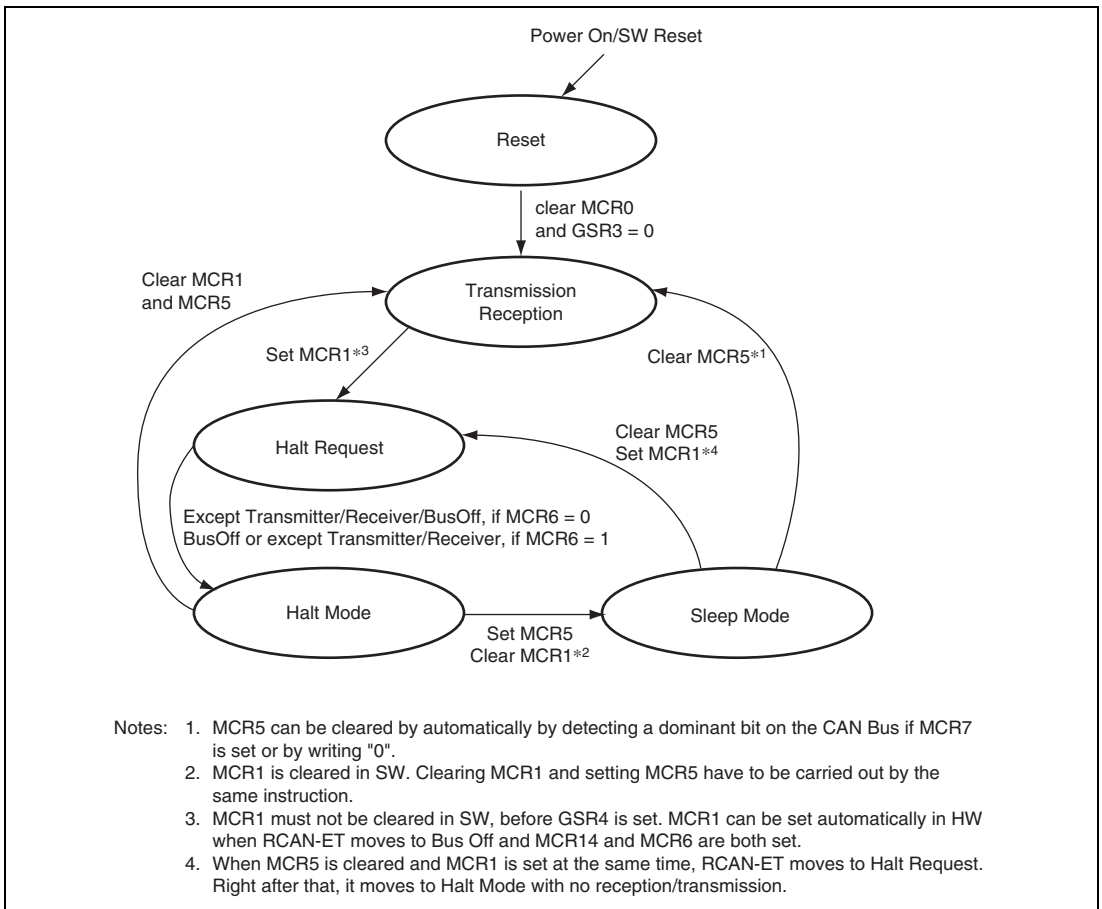 Power On/SW Reset
Reset
clear MCR0
and GSR3 = 0
Clear MCR1
and MCR5
Transmission
Reception
Set MCR1*3
Clear MCR5*1
Halt Request
Clear MCR5
Set MCR1*4
Except Transmitter/Receiver/BusOff, if MCR6 = 0
BusOff or except Transmitter/Receiver, if MCR6 = 1
Halt Mode
Sleep Mode
Set MCR5
Clear MCR1*2
Notes: 1. MCR5 can be cleared by automatically by detecting a dominant bit on the CAN Bus if MCR7
is set or by writing "0".
2. MCR1 is cleared in SW. Clearing MCR1 and setting MCR5 have to be carried out by the
same instruction.
3. MCR1 must not be cleared in SW, before GSR4 is set. MCR1 can be set automatically in HW
when RCAN-ET moves to Bus Off and MCR14 and MCR6 are both set.
4. When MCR5 is cleared and MCR1 is set at the same time, RCAN-ET moves to Halt Request.
Right after that, it moves to Halt Mode with no reception/transmission.